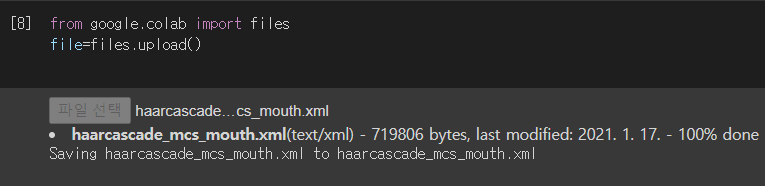 [8] from google.colab import files
file=files.upload()
파일 선택 haarcascade...cs_mouth.xml
• haarcascade_mcs_mouth.xml(text/xml) - 719806 bytes, last modified: 2021. 1. 17. - 100% done
Saving haarcascade_mcs_mouth.xml to haarcascade_mcs_mouth.xml